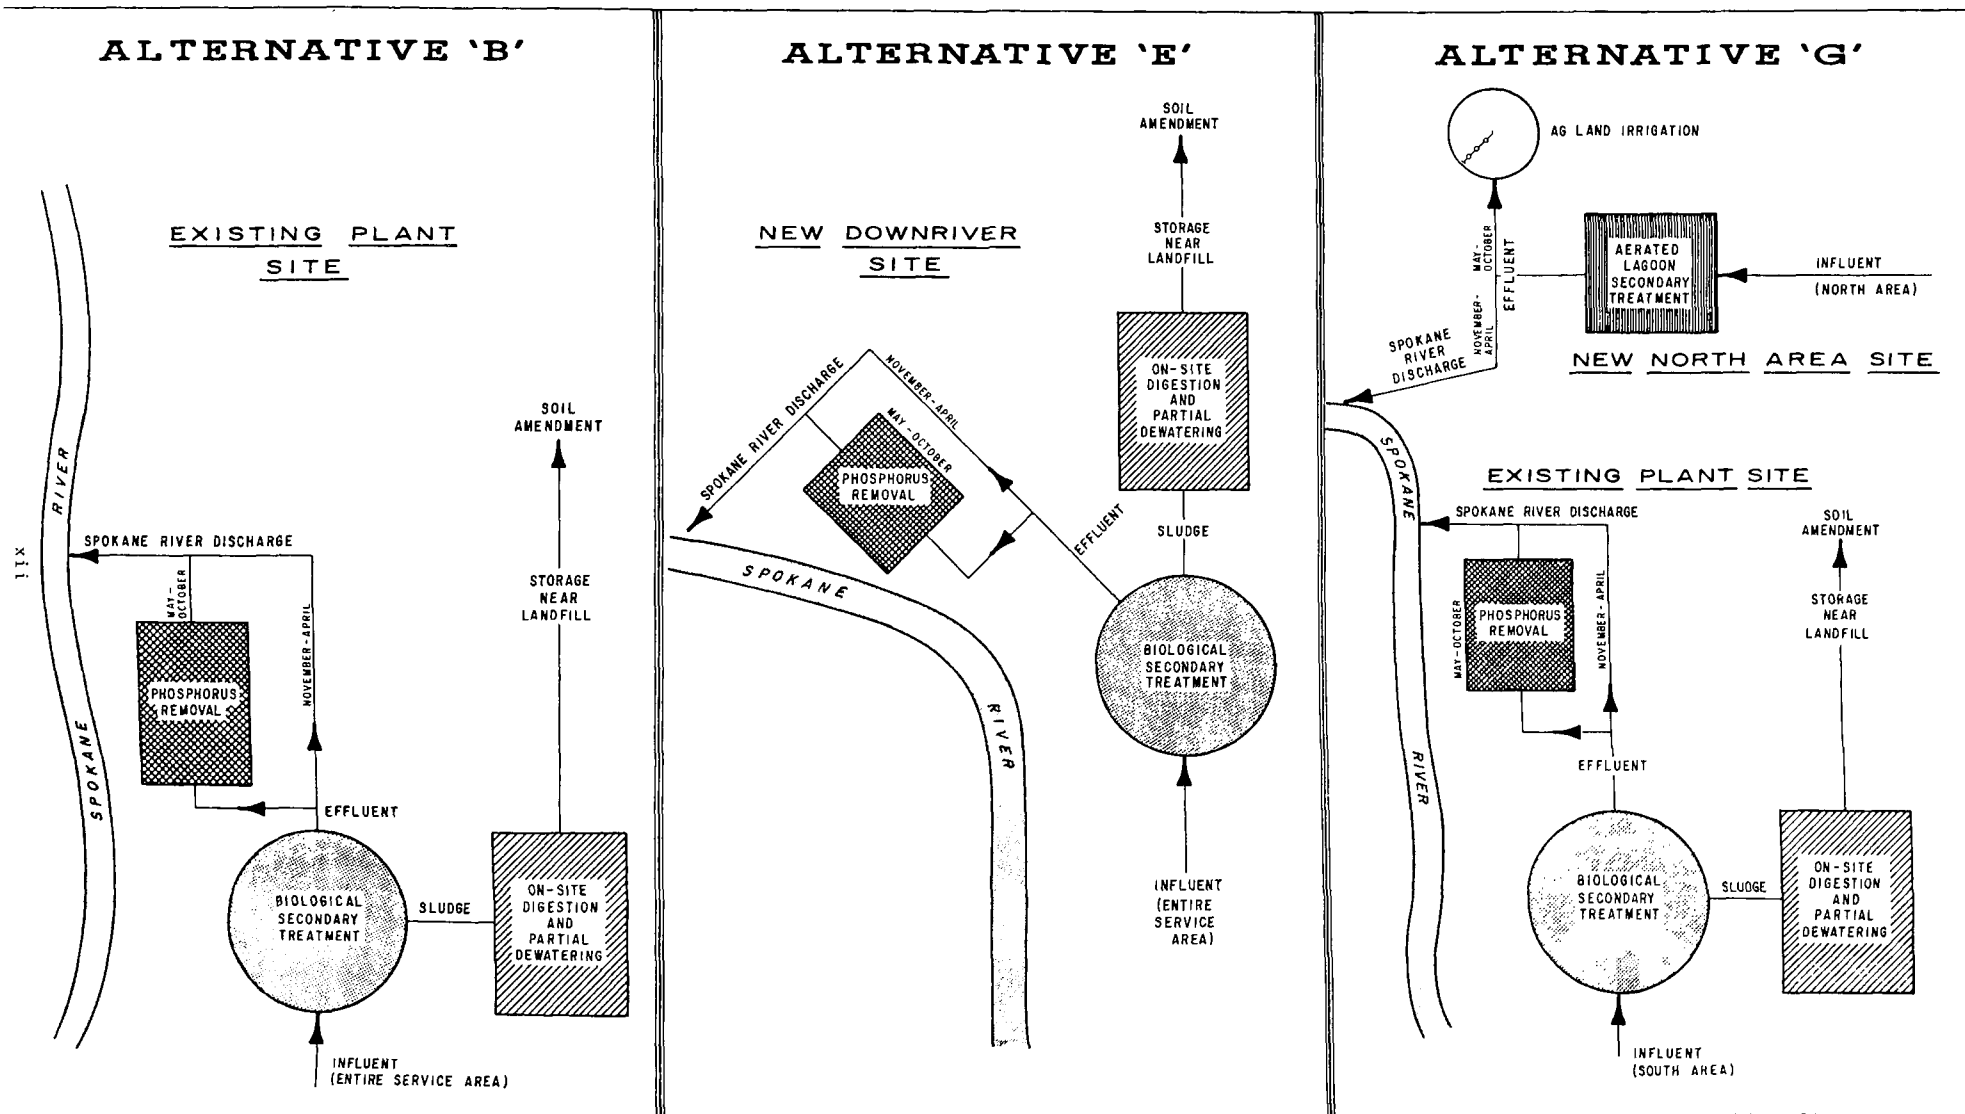 ALTERNATIVE 'B'
EXISTING PLANT
SITE
RIVER
SPOKANE
SPOKANE RIVER DISCHARGE
MAY-
OCTOBER
NOVEMBER-APRIL
PHOSPHORUS
REMOVAL
EFFLUENT
BIOLOGICAL
SECONDARY
TREATMENT
SLUDGE
ON-SITE
DIGESTION
AND
PARTIAL
DEWATERING
STORAGE
NEAR
LANDFILL
SOIL
AMENDMENT
INFLUENT
(ENTIRE SERVICE AREA)
xii
ALTERNATIVE 'E'
NEW DOWNRIVER
SITE
SOIL
AMENDMENT
STORAGE
NEAR
LANDFILL
ON-SITE
DIGESTION
AND
PARTIAL
DEWATERING
SLUDGE
SPOKANE RIVER DISCHARGE
NOVEMBER-APRIL
MAY-OCTOBER
PHOSPHORUS
REMOVAL
EFFLUENT
BIOLOGICAL
SECONDARY
TREATMENT
SPOKANE
RIVER
INFLUENT
(ENTIRE
SERVICE
AREA)
ALTERNATIVE 'G'
AG LAND IRRIGATION
MAY-
OCTOBER
EFFLUENT
NOVEMBER-
APRIL
AERATED
LAGOON
SECONDARY
TREATMENT
INFLUENT
(NORTH AREA)
SPOKANE
RIVER
DISCHARGE
NEW NORTH AREA SITE
SPOKANE
RIVER
EXISTING PLANT SITE
SPOKANE RIVER DISCHARGE
MAY-OCTOBER
PHOSPHORUS
REMOVAL
NOVEMBER-APRIL
EFFLUENT
SOIL
AMENDMENT
STORAGE
NEAR
LANDFILL
BIOLOGICAL
SECONDARY
TREATMENT
SLUDGE
ON-SITE
DIGESTION
AND
PARTIAL
DEWATERING
INFLUENT
(SOUTH AREA)